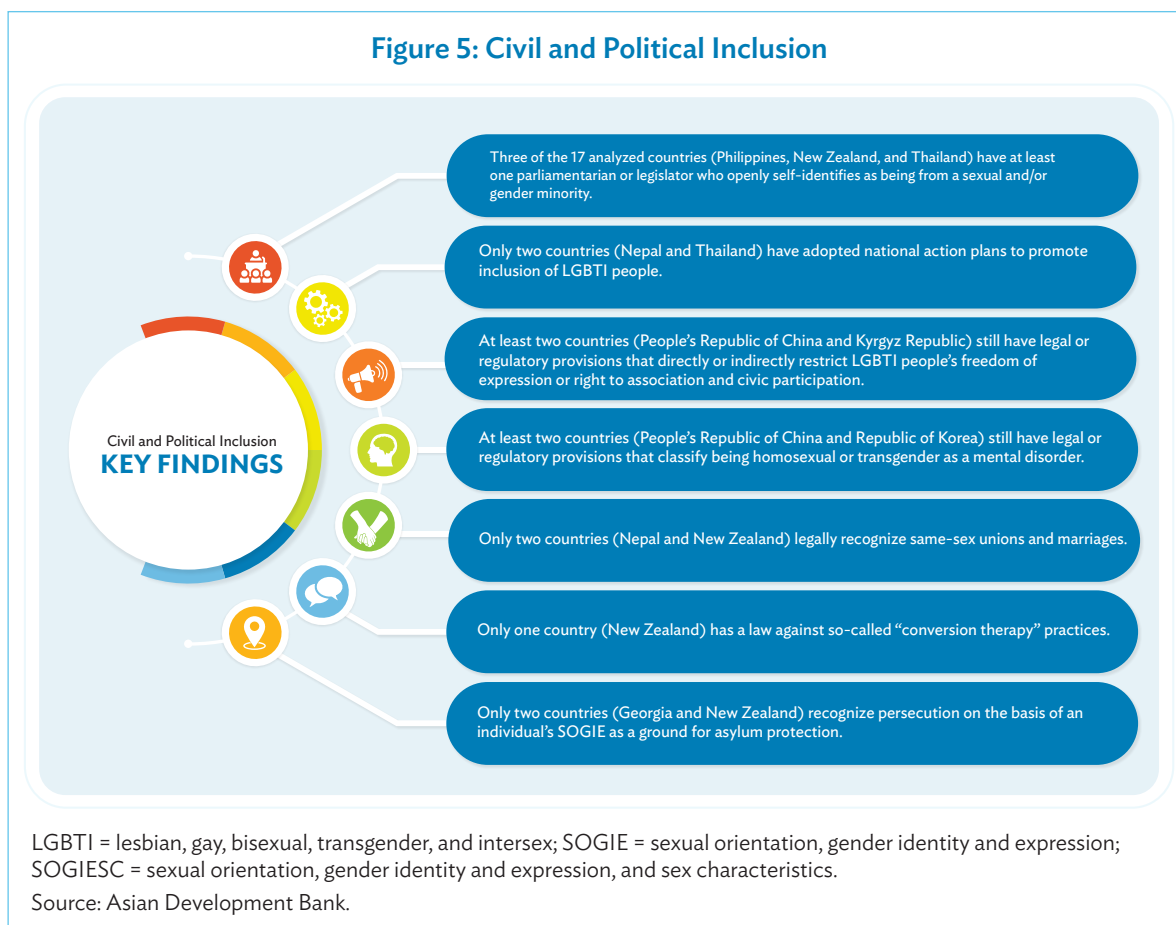 Figure 5: Civil and Political Inclusion
Three of the 17 analyzed countries (Philippines, New Zealand, and Thailand) have at least
one parliamentarian or legislator who openly self-identifies as being from a sexual and/or
gender minority.
Only two countries (Nepal and Thailand) have adopted national action plans to promote
inclusion of LGBTI people.
At least two countries (People's Republic of China and Kyrgyz Republic) still have legal or
regulatory provisions that directly or indirectly restrict LGBTI people's freedom of
expression or right to association and civic participation.
Civil and Political Inclusion
KEY FINDINGS
At least two countries (People's Republic of China and Republic of Korea) still have legal or
regulatory provisions that classify being homosexual or transgender as a mental disorder.
Only two countries (Nepal and New Zealand) legally recognize same-sex unions and marriages.
Only one country (New Zealand) has a law against so-called “conversion therapy” practices.
Only two countries (Georgia and New Zealand) recognize persecution on the basis of an
individual's SOGIE as a ground for asylum protection.
LGBTI = lesbian, gay, bisexual, transgender, and intersex; SOGIE = sexual orientation, gender identity and expression;
SOGIESC = sexual orientation, gender identity and expression, and sex characteristics.
Source: Asian Development Bank.